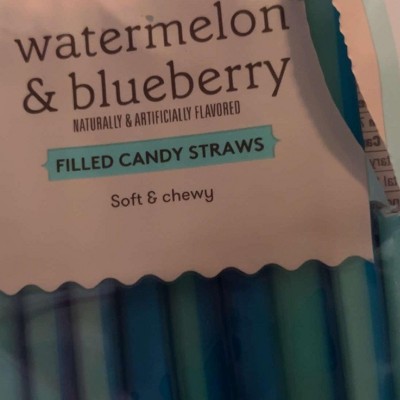 watermelon
& blueberry
NATURALLY & ARTIFICIALLY FLAVORED
FILLED CANDY STRAWS
Soft & chewy